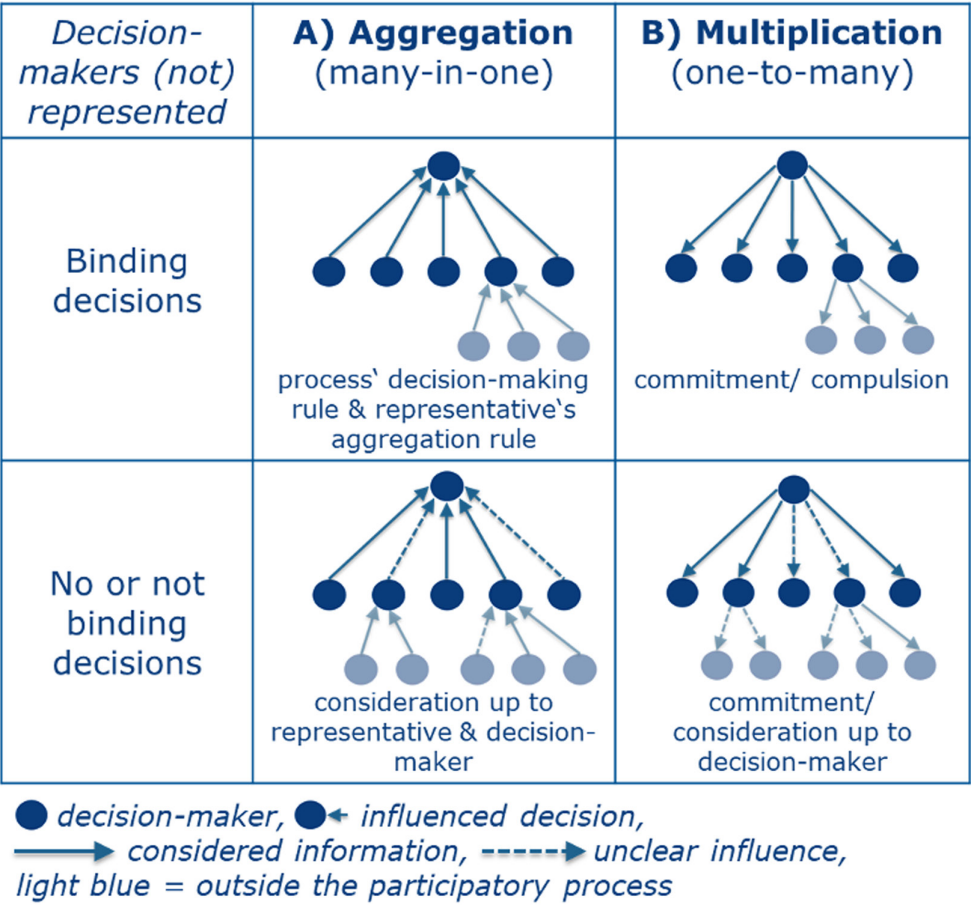 Decision-
makers (not)
represented
A) Aggregation
(many-in-one)
B) Multiplication
(one-to-many)
Binding
decisions
process‘ decision-making
rule & representative‘s
aggregation rule
commitment/ compulsion
No or not
binding
decisions
consideration up to
representative & decision-
maker
commitment/
consideration up to
decision-maker
decision-maker, influenced decision,
considered information, unclear influence,
light blue = outside the participatory process